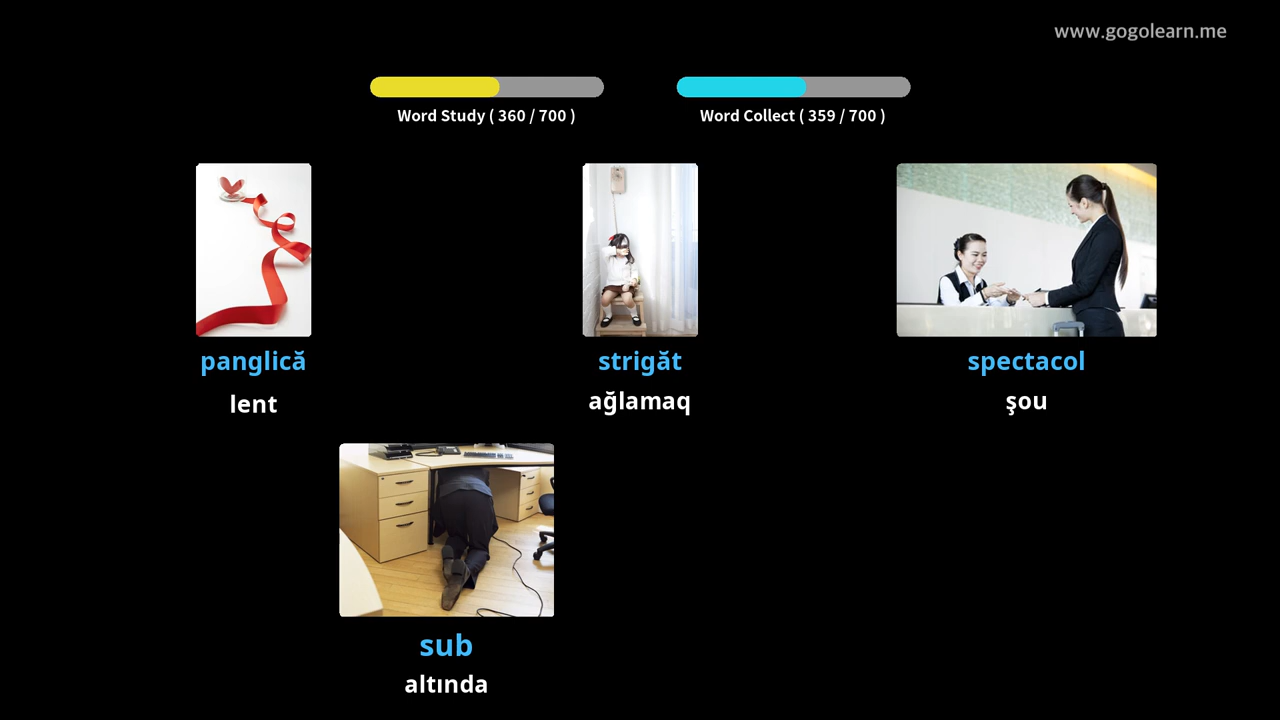 www.gogolearn.me
Word Study ( 360 / 700 )
Word Collect ( 359 / 700 )
panglică
strigăt
spectacol
lent
ağlamaq
şou
sub
altında